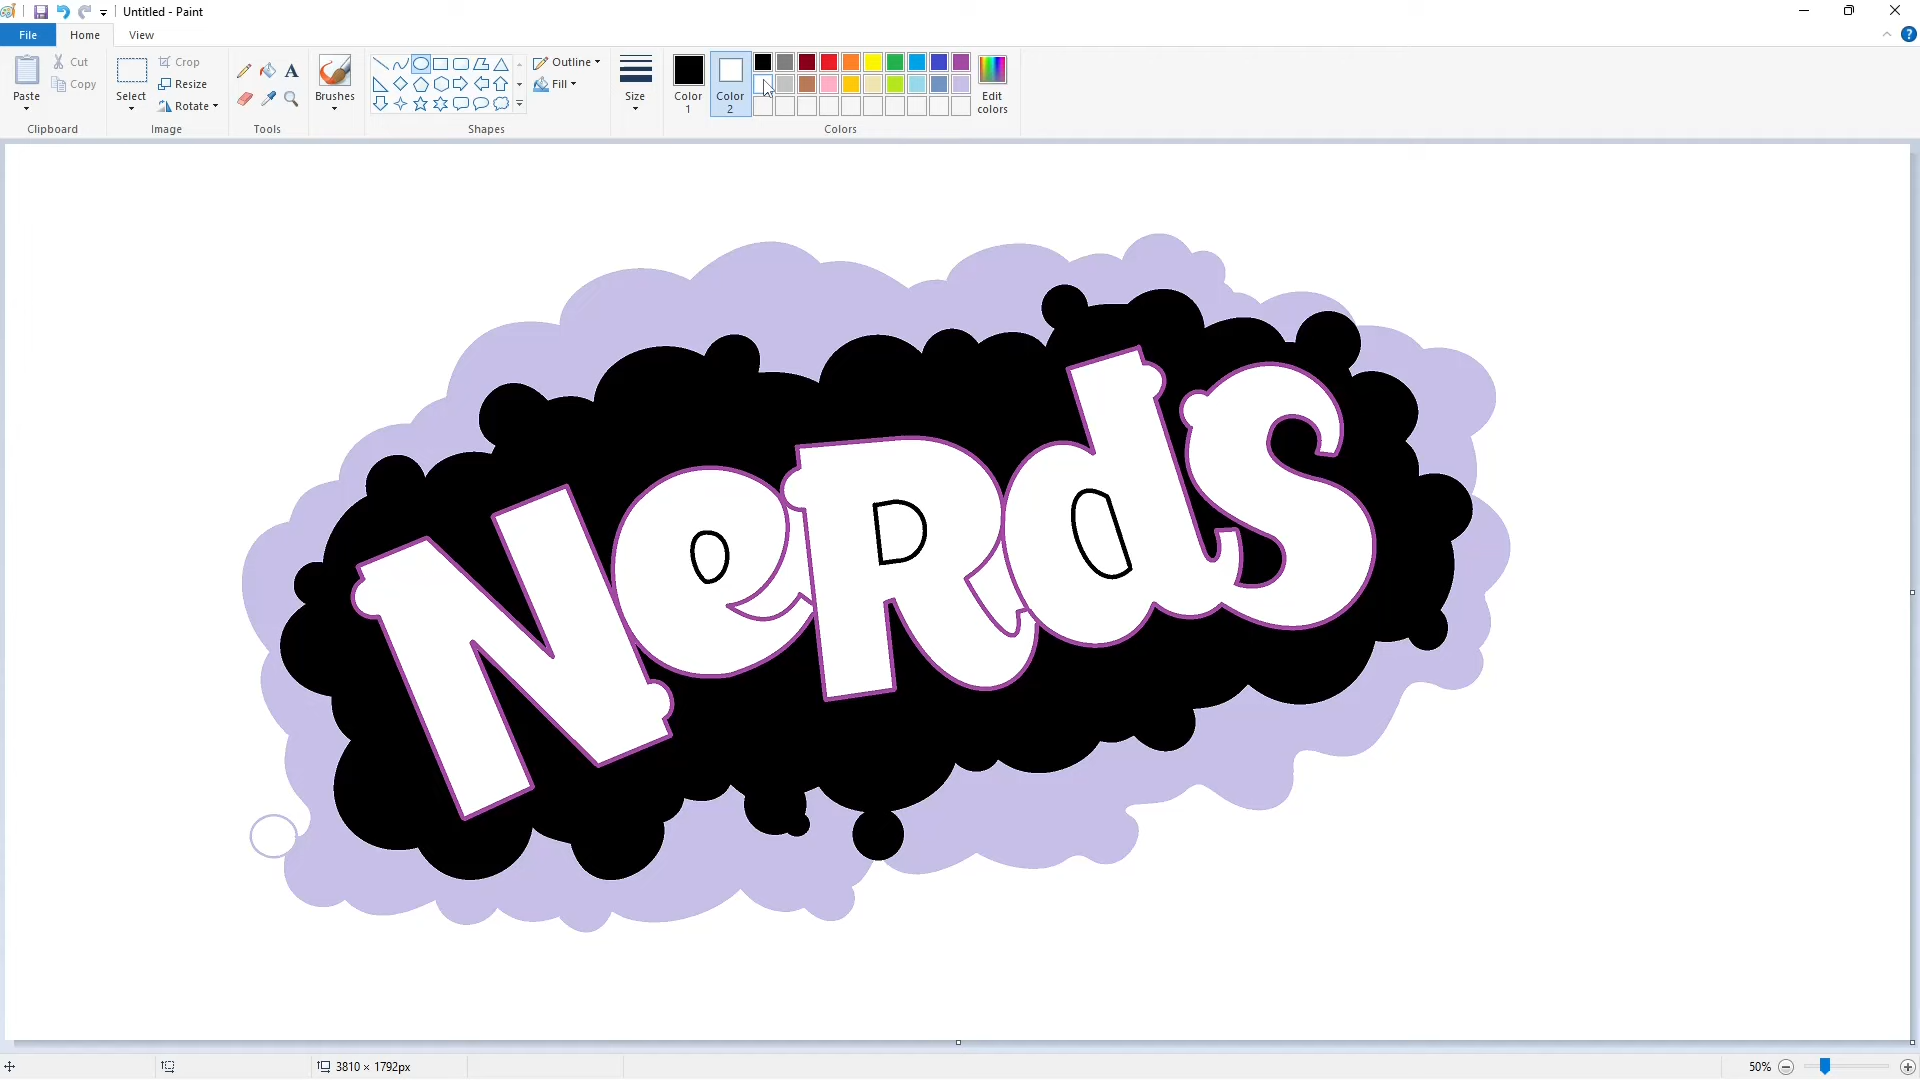 Untitled - Paint
File
Home
View
Paste
Cut
Copy
Clipboard
Select
Crop
Resize
Rotate
Image
A
Tools
Brushes
Outline
Fill
Shapes
Size
Color
1
Color
2
Edit
colors
Colors
?
NeRds
3810 × 1792px
50%